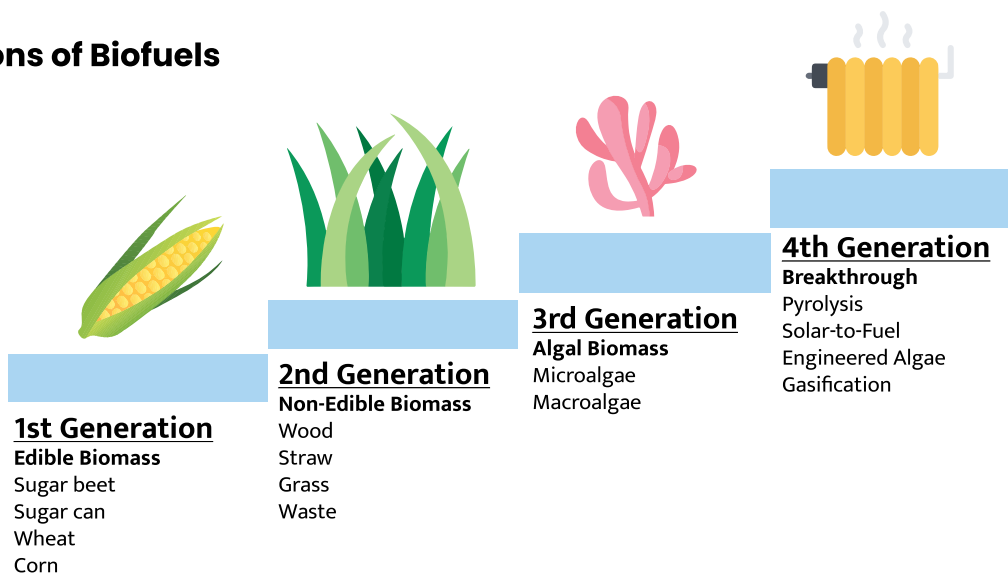 ons of Biofuels
1st Generation
Edible Biomass
Sugar beet
Sugar can
Wheat
Corn
2nd Generation
Non-Edible Biomass
Wood
Straw
Grass
Waste
3rd Generation
Algal Biomass
Microalgae
Macroalgae
4th Generation
Breakthrough
Pyrolysis
Solar-to-Fuel
Engineered Algae
Gasification